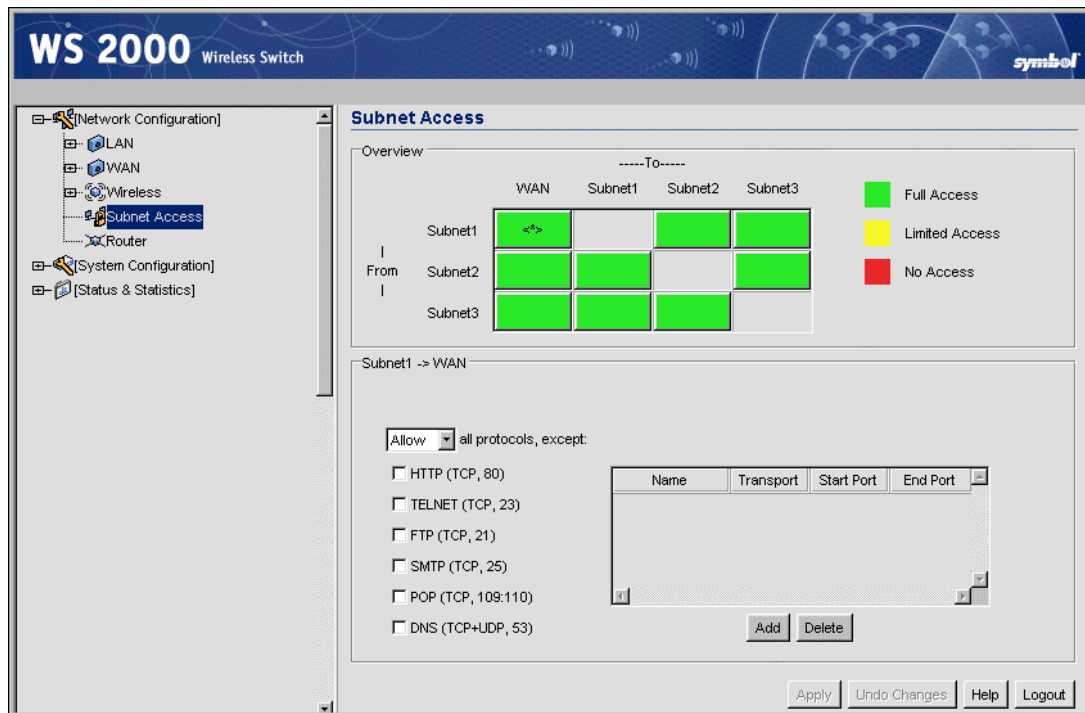 WS 2000 Wireless Switch
symbol
[Network Configuration]
LAN
WAN
Wireless
Subnet Access
Router
[System Configuration]
[Status & Statistics]
Subnet Access
Overview
-----To-----
WAN Subnet1 Subnet2 Subnet3
Subnet1 <*>
|
From
|
Subnet2
Subnet3
Full Access
Limited Access
No Access
Subnet1 -> WAN
Allow all protocols, except:
HTTP (TCP, 80)
TELNET (TCP, 23)
FTP (TCP, 21)
SMTP (TCP, 25)
POP (TCP, 109:110)
DNS (TCP+UDP, 53)
Name Transport Start Port End Port
Add Delete
Apply Undo Changes Help Logout